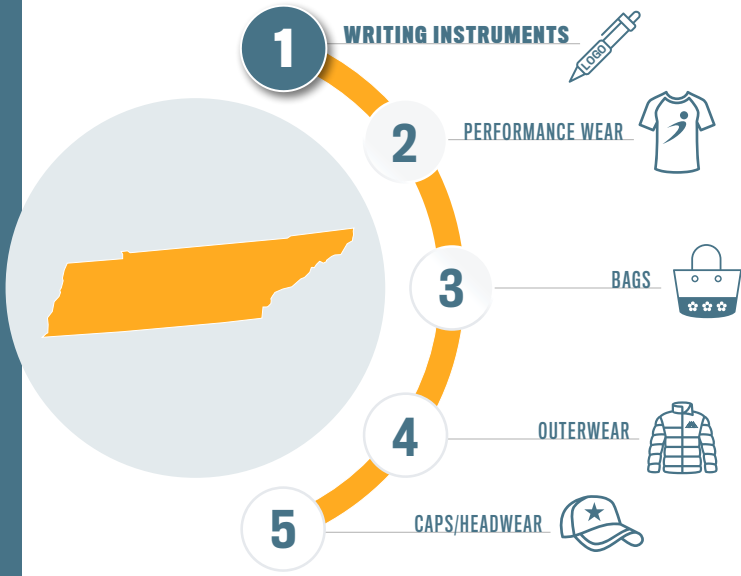 1 WRITING INSTRUMENTS
LOGO
2 PERFORMANCE WEAR
3 BAGS
4 OUTERWEAR
5 CAPS/HEADWEAR